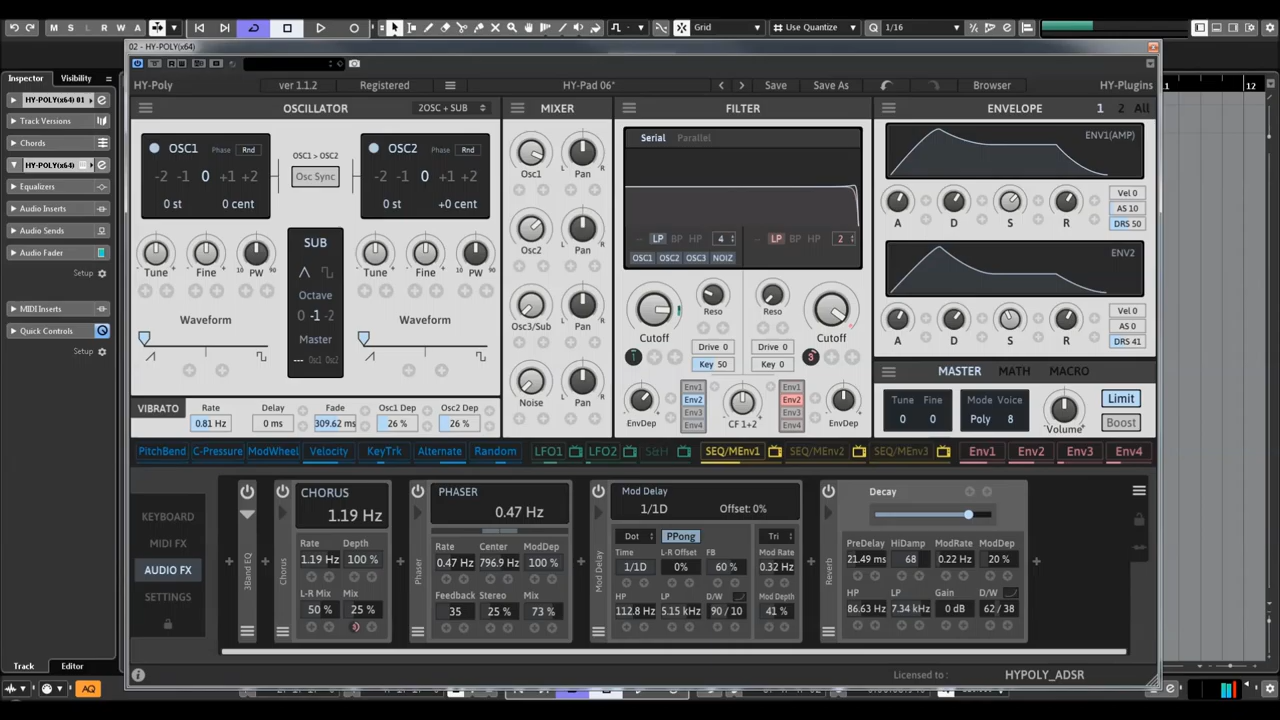 M S L R W A
Grid
Use Quantize
Q
1/16
02 - HY-POLY(x64)
Inspector
Visibility
HY-POLY(x64) 01
Track Versions
Chords
HY-POLY(x64)
Equalizers
Audio Inserts
Audio Sends
Audio Fader
Setup
MIDI Inserts
Quick Controls
Setup
11
12
HY-Poly
ver 1.1.2
Registered
HY-Pad 06*
Save
Save As
Browser
HY-Plugins
OSCILLATOR
2OSC + SUB
MIXER
FILTER
ENVELOPE
1 2 All
OSC1
Phase
Rnd
-2 -1 0 +1 +2
0 st
0 cent
OSC1 > OSC2
Osc Sync
OSC2
Phase
Rnd
-2 -1 0 +1 +2
0 st
+0 cent
Tune
Fine
10 PW 90
SUB
Octave
0 -1 -2
Master
--- Osc1 Osc2
Tune
Fine
10 PW 90
Waveform
Waveform
VIBRATO
Rate
0.81 Hz
Delay
0 ms
Fade
309.62 ms
Osc1 Dep
26 %
Osc2 Dep
26 %
Osc1
L Pan R
Osc2
L Pan R
Osc3/Sub
L Pan R
Noise
L Pan R
Serial
Parallel
-- LP BP HP
4
-- LP BP HP
2
OSC1 OSC2 OSC3 NOIZ
Cutoff
Reso
Reso
Cutoff
Drive 0
Drive 0
Key 50
Key 0
1
3
EnvDep
Env1
Env2
Env3
Env4
CF 1+2
Env1
Env2
Env3
Env4
EnvDep
ENV1(AMP)
A D S R
Vel 0
AS 10
DRS 50
ENV2
A D S R
Vel 0
AS 0
DRS 41
MASTER
MATH
MACRO
Tune Fine
0 0
Mode Voice
Poly 8
Volume
Limit
Boost
PitchBend
C-Pressure
ModWheel
Velocity
KeyTrk
Alternate
Random
LFO1
LFO2
S&H
SEQ/MEnv1
SEQ/MEnv2
SEQ/MEnv3
Env1
Env2
Env3
Env4
KEYBOARD
MIDI FX
AUDIO FX
SETTINGS
3Band EQ
Chorus
CHORUS
1.19 Hz
Rate Depth
1.19 Hz 100 %
L-R Mix Mix
50 % 25 %
Phaser
PHASER
0.47 Hz
Rate Center ModDep
0.47 Hz 796.9 Hz 100 %
Feedback Stereo Mix
35 25 % 73 %
Mod Delay
Mod Delay
1/1D
Offset: 0%
Dot
PPong
Tri
Time L-R Offset FB Mod Rate
1/1D 0% 60 % 0.32 Hz
HP LP D/W Mod Depth
112.8 Hz 5.15 kHz 90 / 10 41 %
Reverb
Decay
PreDelay HiDamp ModRate ModDep
21.49 ms 68 0.22 Hz 20 %
HP LP Gain D/W
86.63 Hz 7.34 kHz 0 dB 62 / 38
Licensed to :
HYPOLY_ADSR
Track
Editor
AQ